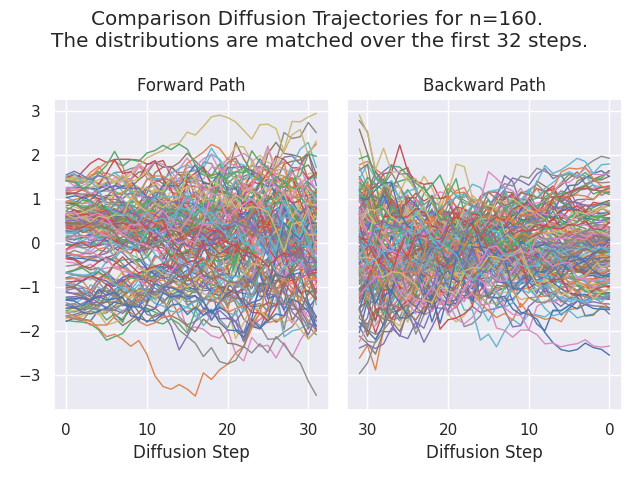 Comparison Diffusion Trajectories for n=160.
The distributions are matched over the first 32 steps.
Forward Path
Backward Path
3
2
1
0
−1
−2
−3
0 10 20 30
30 20 10 0
Diffusion Step
Diffusion Step